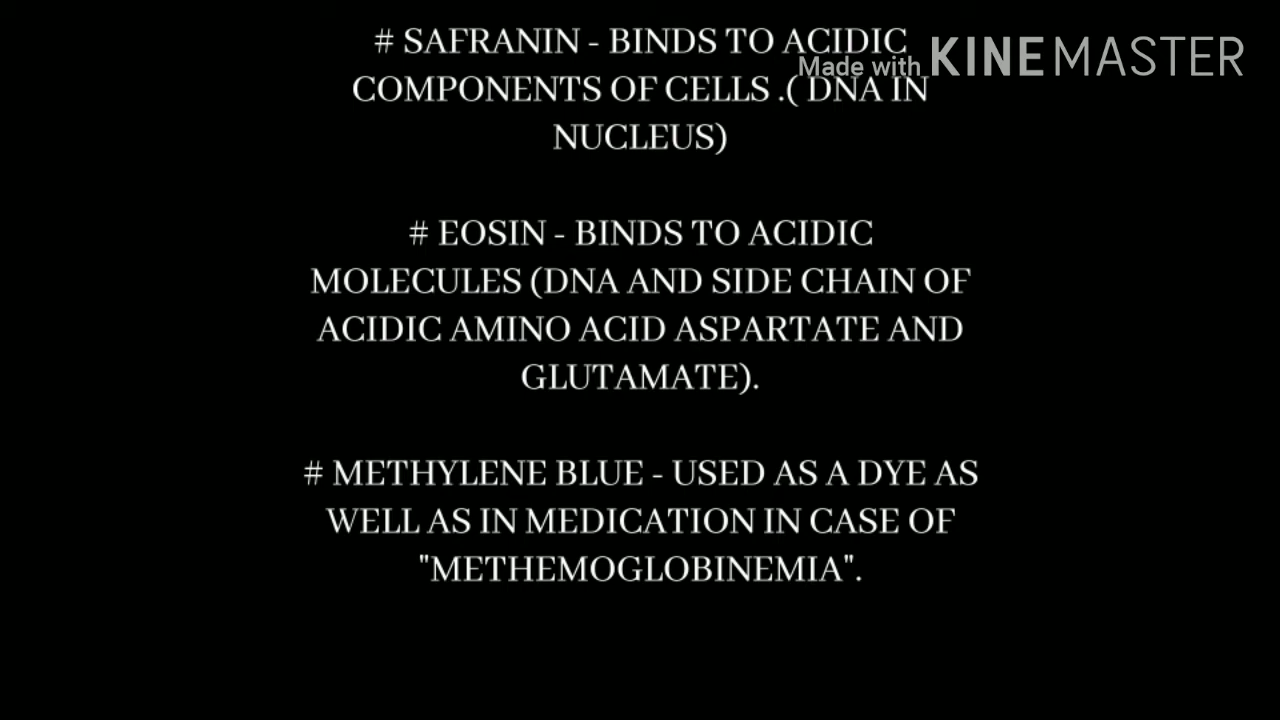 # SAFRANIN - BINDS TO ACIDIC
Made with KINEMASTER
COMPONENTS OF CELLS .( DNA IN
NUCLEUS)
# EOSIN - BINDS TO ACIDIC
MOLECULES (DNA AND SIDE CHAIN OF
ACIDIC AMINO ACID ASPARTATE AND
GLUTAMATE).
# METHYLENE BLUE - USED AS A DYE AS
WELL AS IN MEDICATION IN CASE OF
"METHEMOGLOBINEMIA".